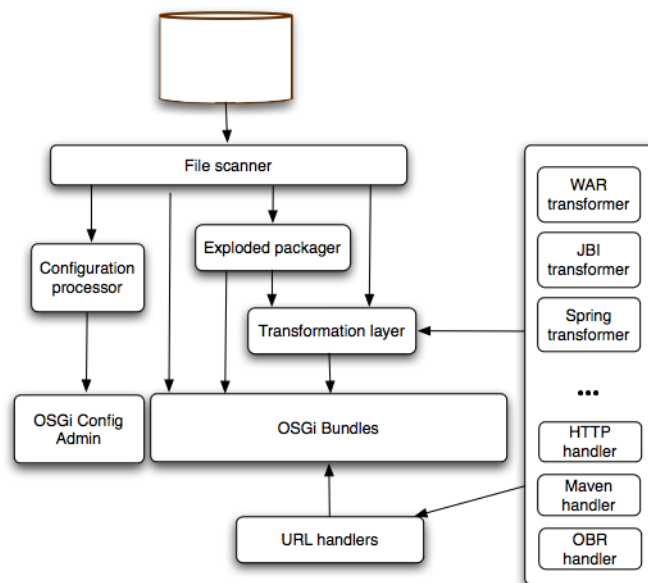 File scanner
WAR
transformer
Exploded packager
JBI
transformer
Configuration
processor
Spring
transformer
Transformation layer
...
OSGi Config
Admin
OSGi Bundles
HTTP
handler
Maven
handler
URL handlers
OBR
handler